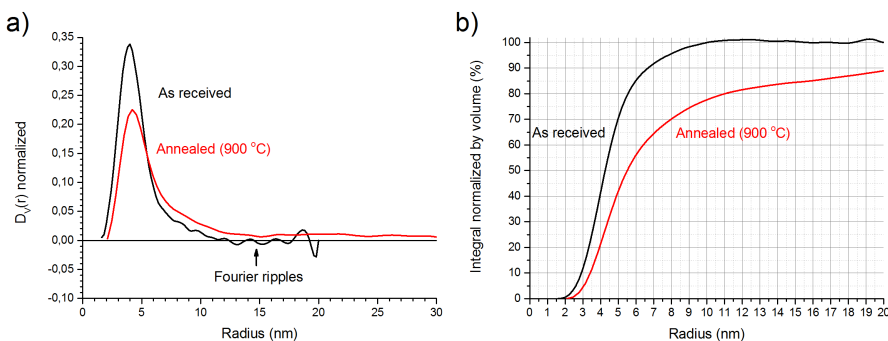 a)
D_V(r) normalized
0,35
0,30
0,25
0,20
0,15
0,10
0,05
0,00
-0,05
-0,10
As received
Annealed (900 °C)
Fourier ripples
0 5 10 15 20 25 30
Radius (nm)
b)
Integral normalized by volume (%)
100
90
80
70
60
50
40
30
20
10
0
As received
Annealed (900 °C)
0 1 2 3 4 5 6 7 8 9 10 11 12 13 14 15 16 17 18 19 20
Radius (nm)